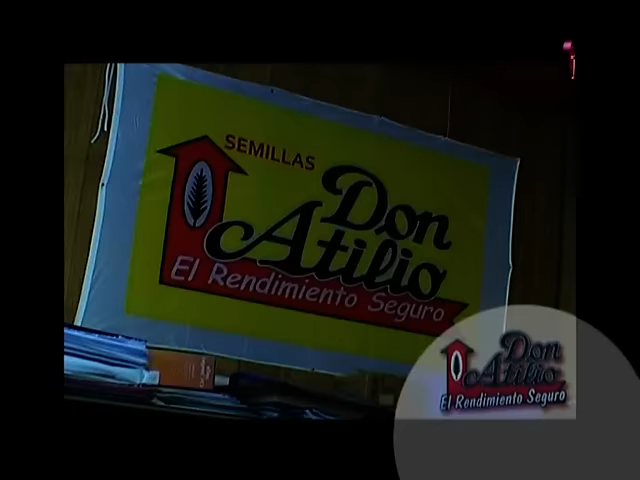 SEMILLAS
Don
Atilio
El Rendimiento Seguro
Don
Atilio
El Rendimiento Seguro